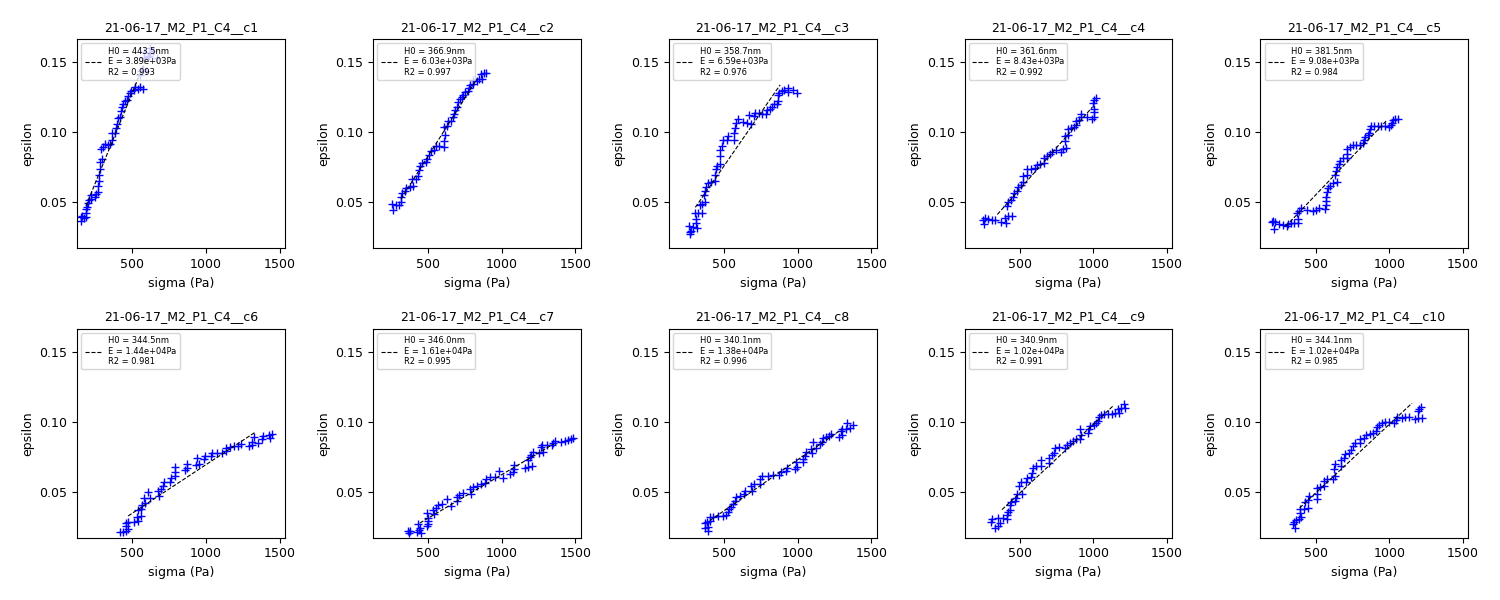 21-06-17_M2_P1_C4__c1
H0 = 443.5nm
E = 3.89e+03Pa
R2 = 0.993
0.15
0.10
0.05
epsilon
500 1000 1500
sigma (Pa)
21-06-17_M2_P1_C4__c2
H0 = 366.9nm
E = 6.03e+03Pa
R2 = 0.997
0.15
0.10
0.05
epsilon
500 1000 1500
sigma (Pa)
21-06-17_M2_P1_C4__c3
H0 = 358.7nm
E = 6.59e+03Pa
R2 = 0.976
0.15
0.10
0.05
epsilon
500 1000 1500
sigma (Pa)
21-06-17_M2_P1_C4__c4
H0 = 361.6nm
E = 8.43e+03Pa
R2 = 0.992
0.15
0.10
0.05
epsilon
500 1000 1500
sigma (Pa)
21-06-17_M2_P1_C4__c5
H0 = 381.5nm
E = 9.08e+03Pa
R2 = 0.984
0.15
0.10
0.05
epsilon
500 1000 1500
sigma (Pa)
21-06-17_M2_P1_C4__c6
H0 = 344.5nm
E = 1.44e+04Pa
R2 = 0.981
0.15
0.10
0.05
epsilon
500 1000 1500
sigma (Pa)
21-06-17_M2_P1_C4__c7
H0 = 346.0nm
E = 1.61e+04Pa
R2 = 0.995
0.15
0.10
0.05
epsilon
500 1000 1500
sigma (Pa)
21-06-17_M2_P1_C4__c8
H0 = 340.1nm
E = 1.38e+04Pa
R2 = 0.996
0.15
0.10
0.05
epsilon
500 1000 1500
sigma (Pa)
21-06-17_M2_P1_C4__c9
H0 = 340.9nm
E = 1.02e+04Pa
R2 = 0.991
0.15
0.10
0.05
epsilon
500 1000 1500
sigma (Pa)
21-06-17_M2_P1_C4__c10
H0 = 344.1nm
E = 1.02e+04Pa
R2 = 0.985
0.15
0.10
0.05
epsilon
500 1000 1500
sigma (Pa)